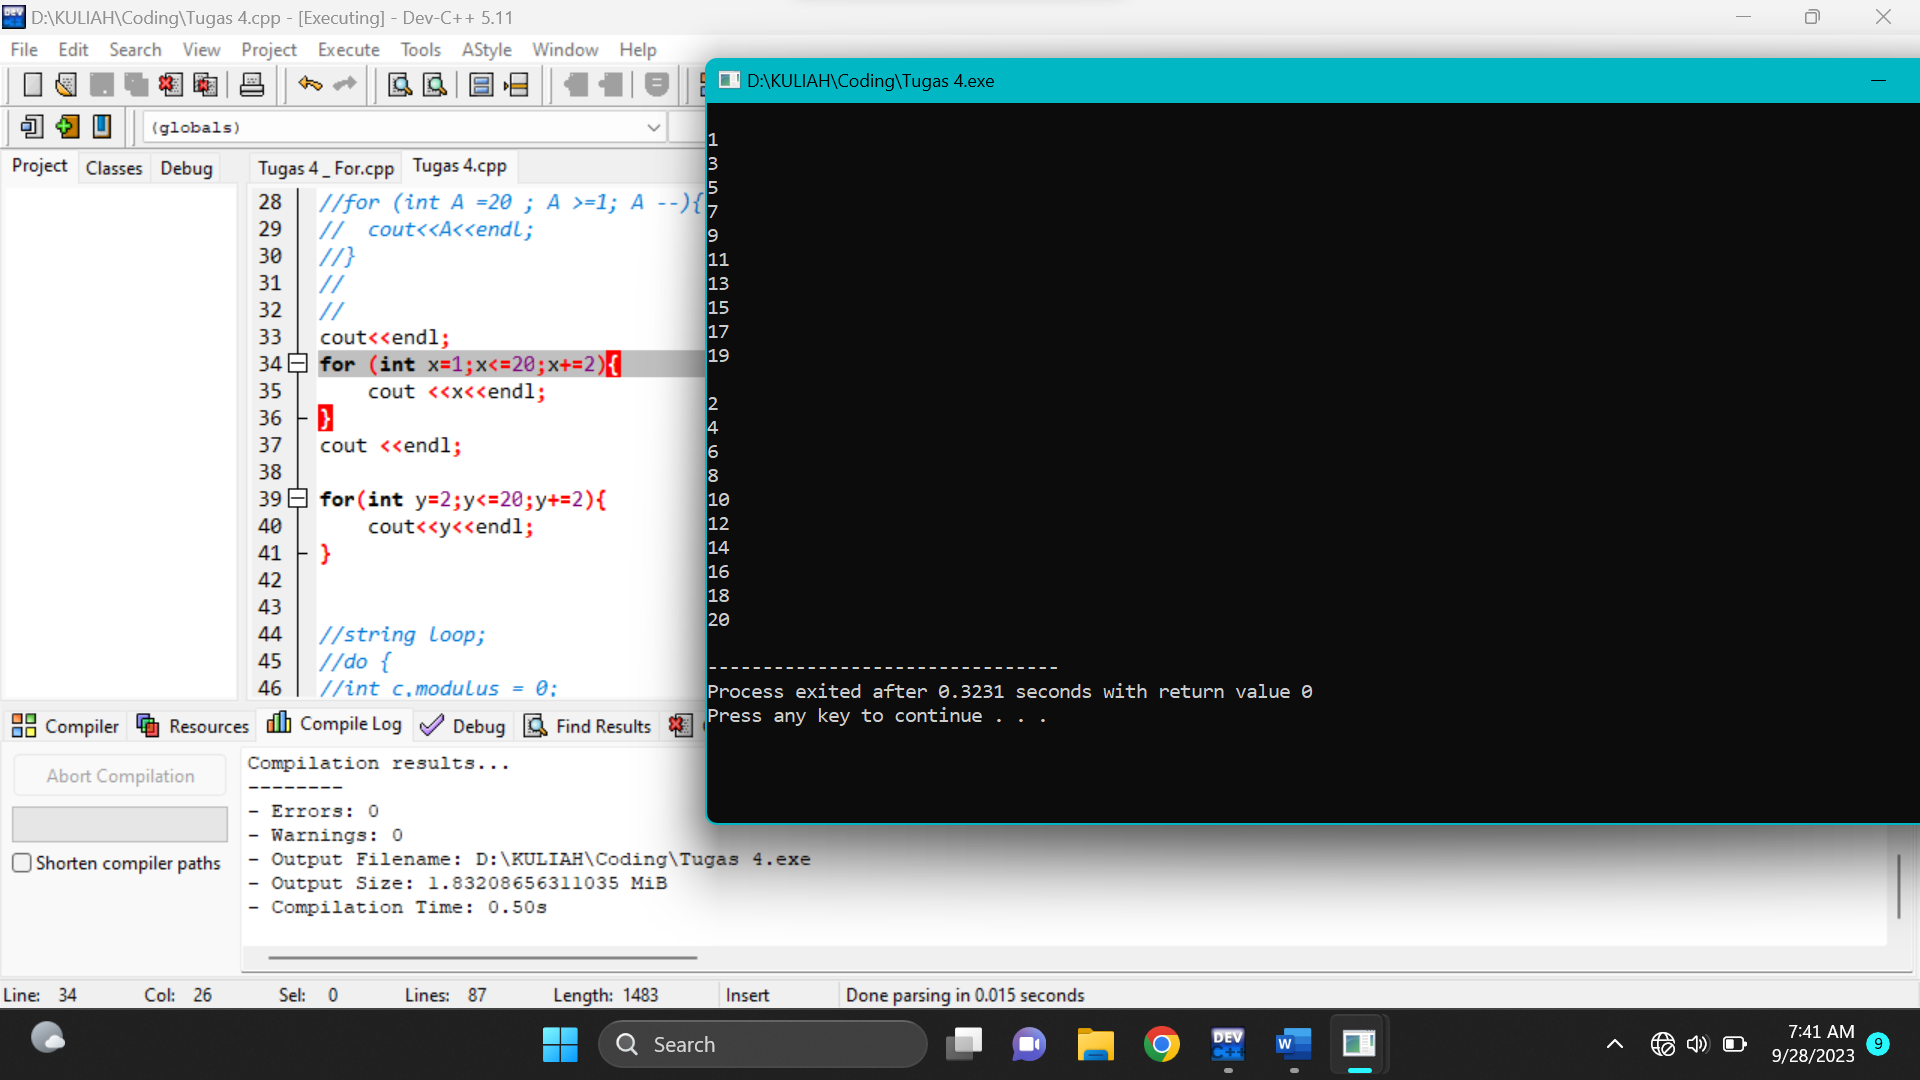 D:\KULIAH\Coding\Tugas 4.cpp - [Executing] - Dev-C++ 5.11
File Edit Search View Project Execute Tools AStyle Window Help
(globals)
Project Classes Debug
Tugas 4 _ For.cpp Tugas 4.cpp
28 //for (int A =20 ; A >=1; A --){
29 //  cout<<A<<endl;
30 //}
31 //
32 //
33 cout<<endl;
34 for (int x=1;x<=20;x+=2){
35     cout <<x<<endl;
36 }
37 cout <<endl;
38
39 for(int y=2;y<=20;y+=2){
40     cout<<y<<endl;
41 }
42
43
44 //string loop;
45 //do {
46 //int c,modulus = 0;
D:\KULIAH\Coding\Tugas 4.exe
1
3
5
7
9
11
13
15
17
19
2
4
6
8
10
12
14
16
18
20
--------------------------------
Process exited after 0.3231 seconds with return value 0
Press any key to continue . . .
Compiler Resources Compile Log Debug Find Results
Abort Compilation
Shorten compiler paths
Compilation results...
--------
- Errors: 0
- Warnings: 0
- Output Filename: D:\KULIAH\Coding\Tugas 4.exe
- Output Size: 1.83208656311035 MiB
- Compilation Time: 0.50s
Line: 34 Col: 26 Sel: 0 Lines: 87 Length: 1483 Insert Done parsing in 0.015 seconds
Search
DEV C++
W
7:41 AM
9/28/2023
9